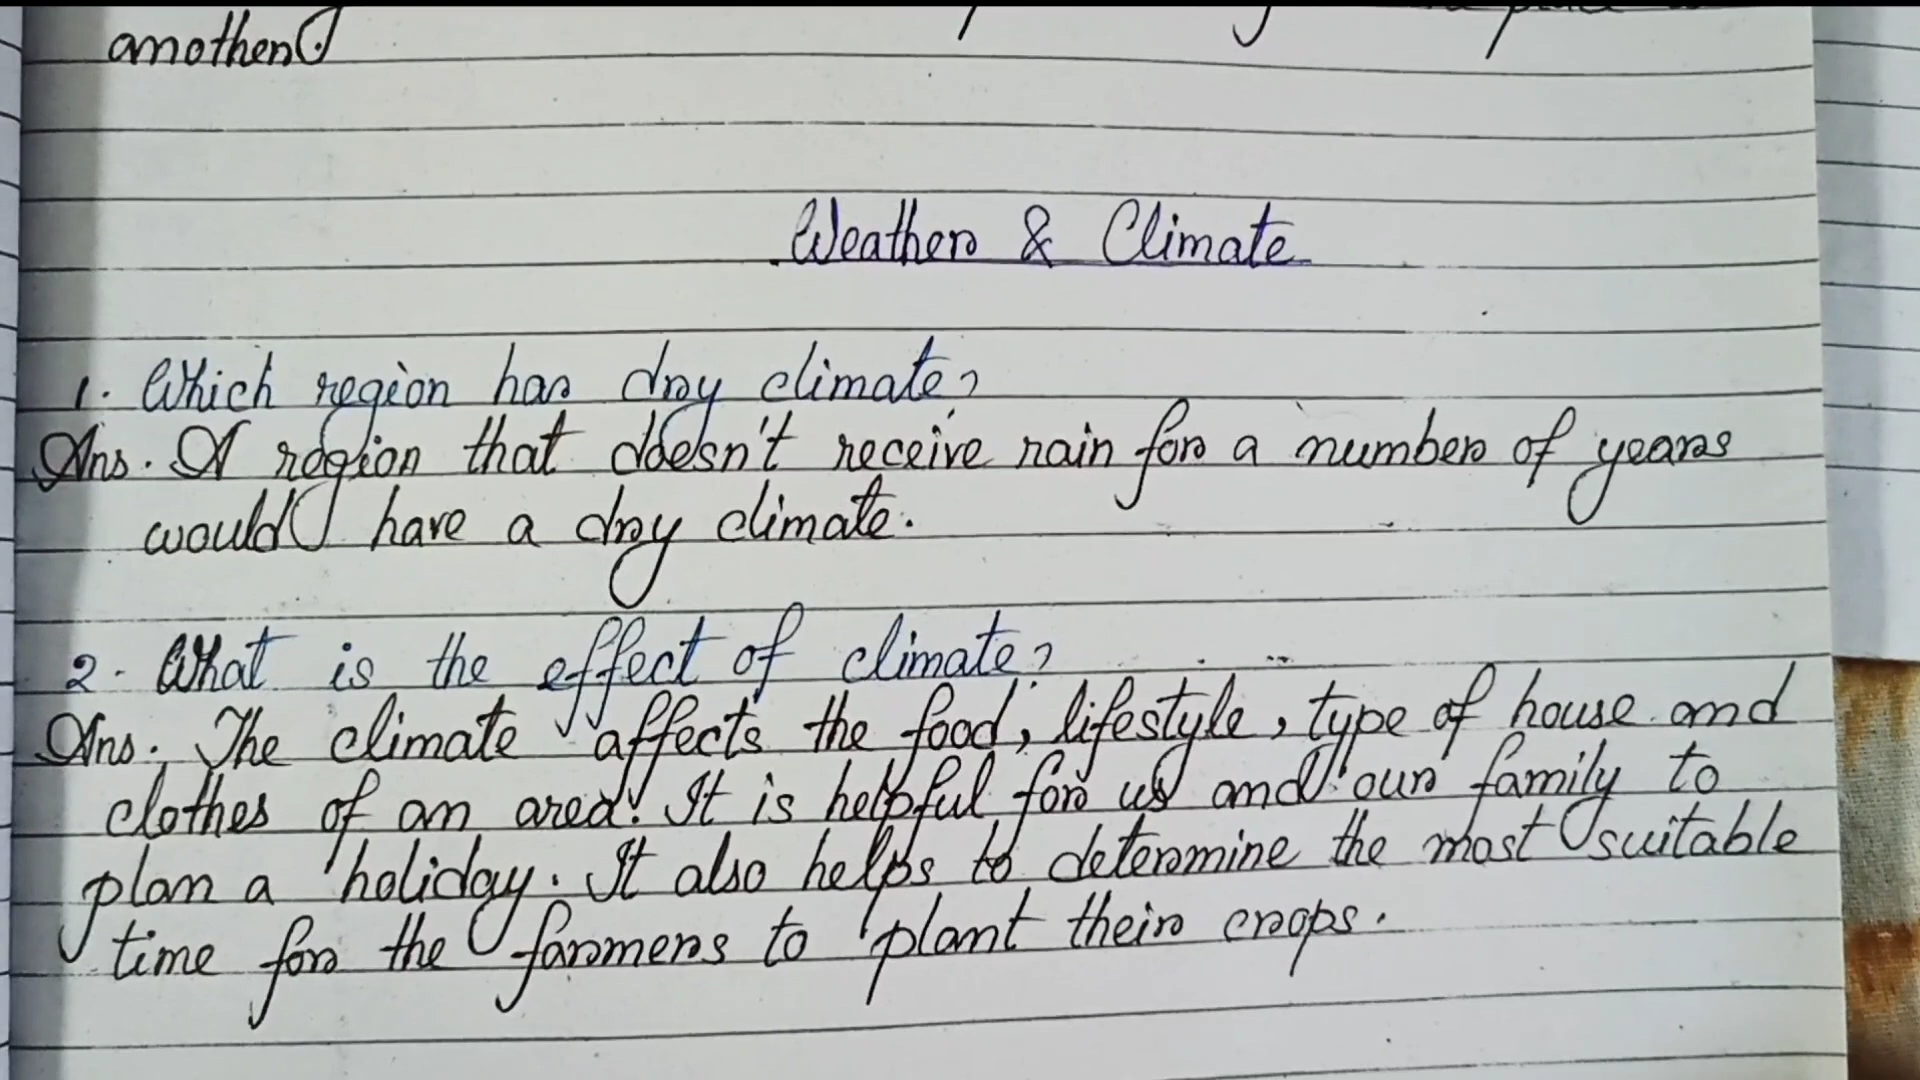 another.
Weather & Climate
1. Which region has dry climate?
Ans. A region that doesn't receive rain for a number of years
would have a dry climate.
2. What is the effect of climate?
Ans. The climate affects the food, lifestyle, type of house and
clothes of an area. It is helpful for us and our family to
plan a holiday. It also helps to determine the most suitable
time for the farmers to plant their crops.